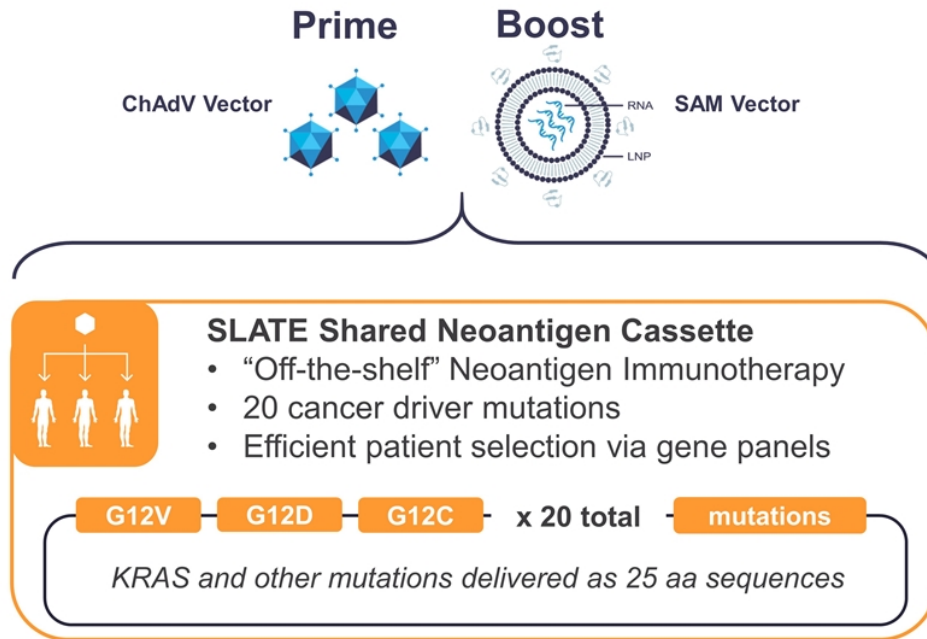 Prime
Boost
ChAdV Vector
RNA
SAM Vector
LNP
SLATE Shared Neoantigen Cassette
• “Off-the-shelf” Neoantigen Immunotherapy
• 20 cancer driver mutations
• Efficient patient selection via gene panels
G12V G12D G12C x 20 total mutations
KRAS and other mutations delivered as 25 aa sequences